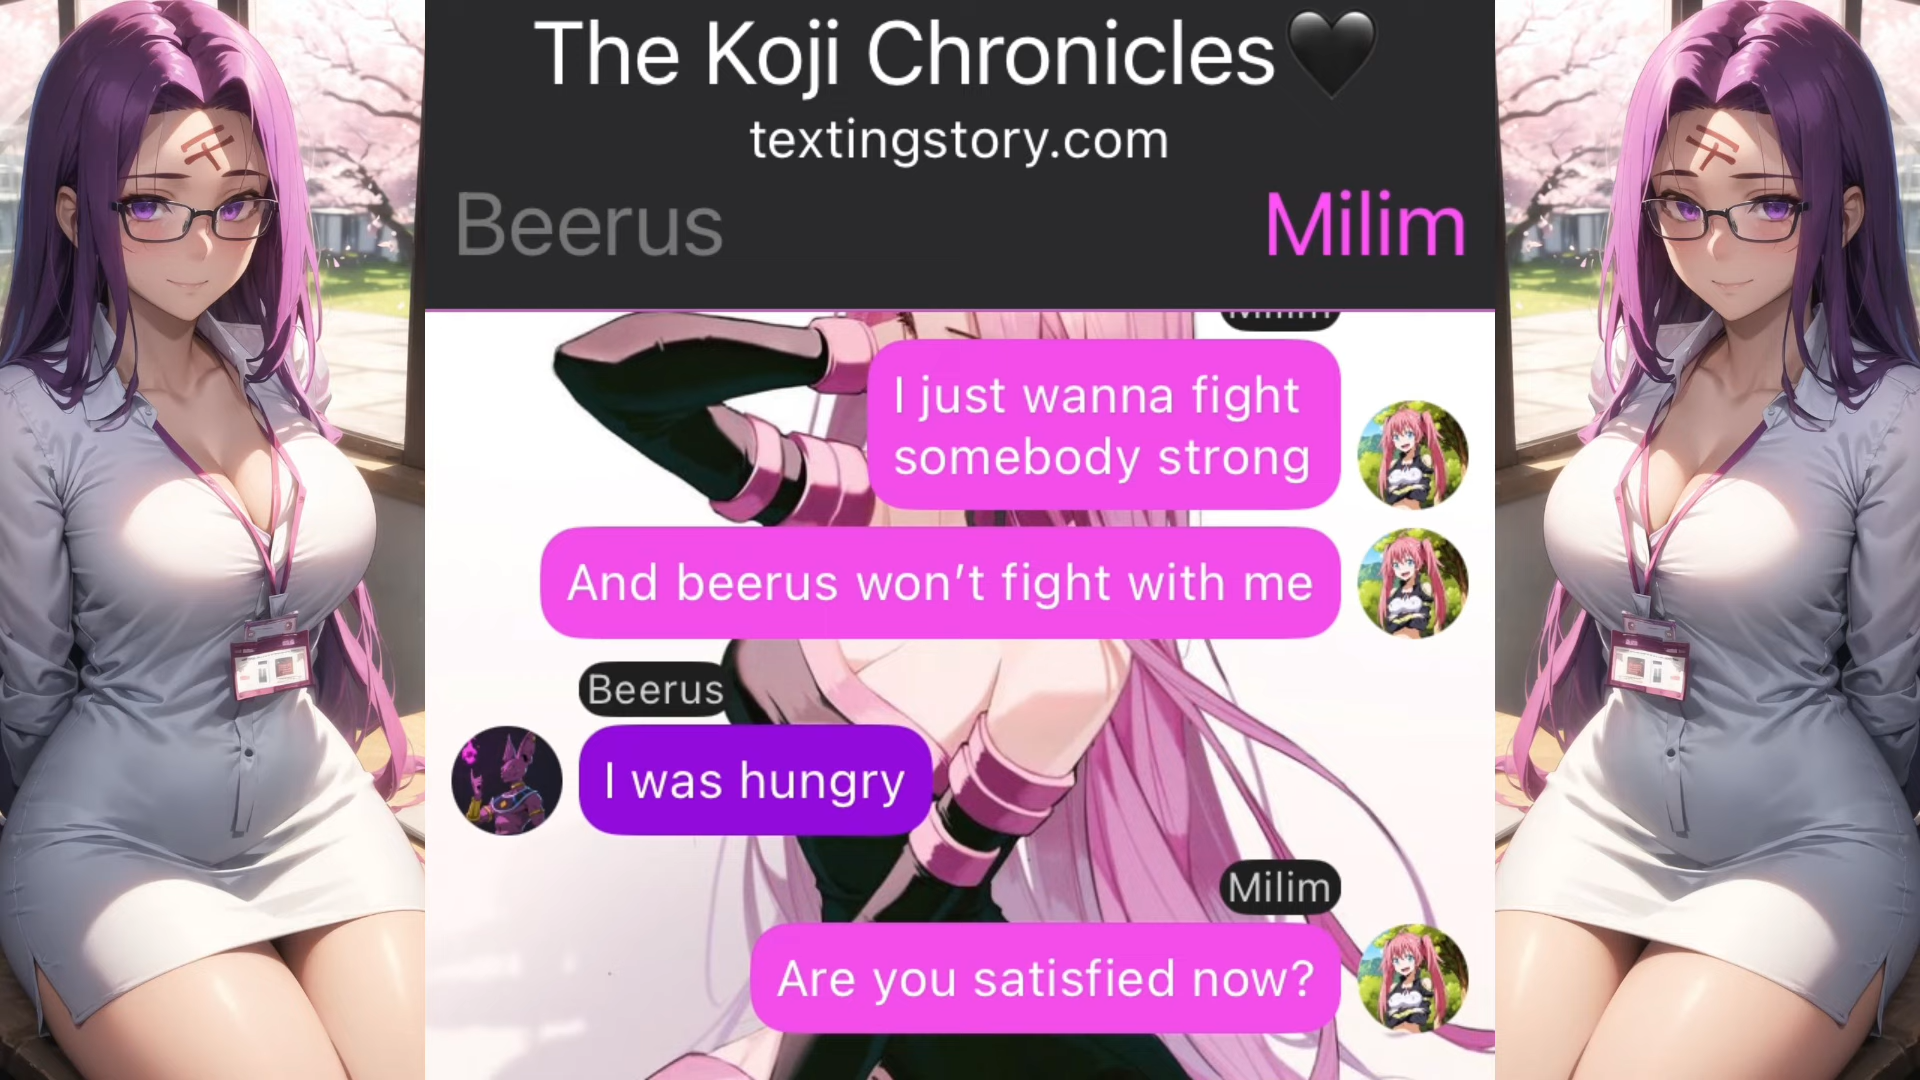 The Koji Chronicles🖤
textingstory.com
Beerus
Milim
Milim
I just wanna fight
somebody strong
And beerus won’t fight with me
Beerus
I was hungry
Milim
Are you satisfied now?